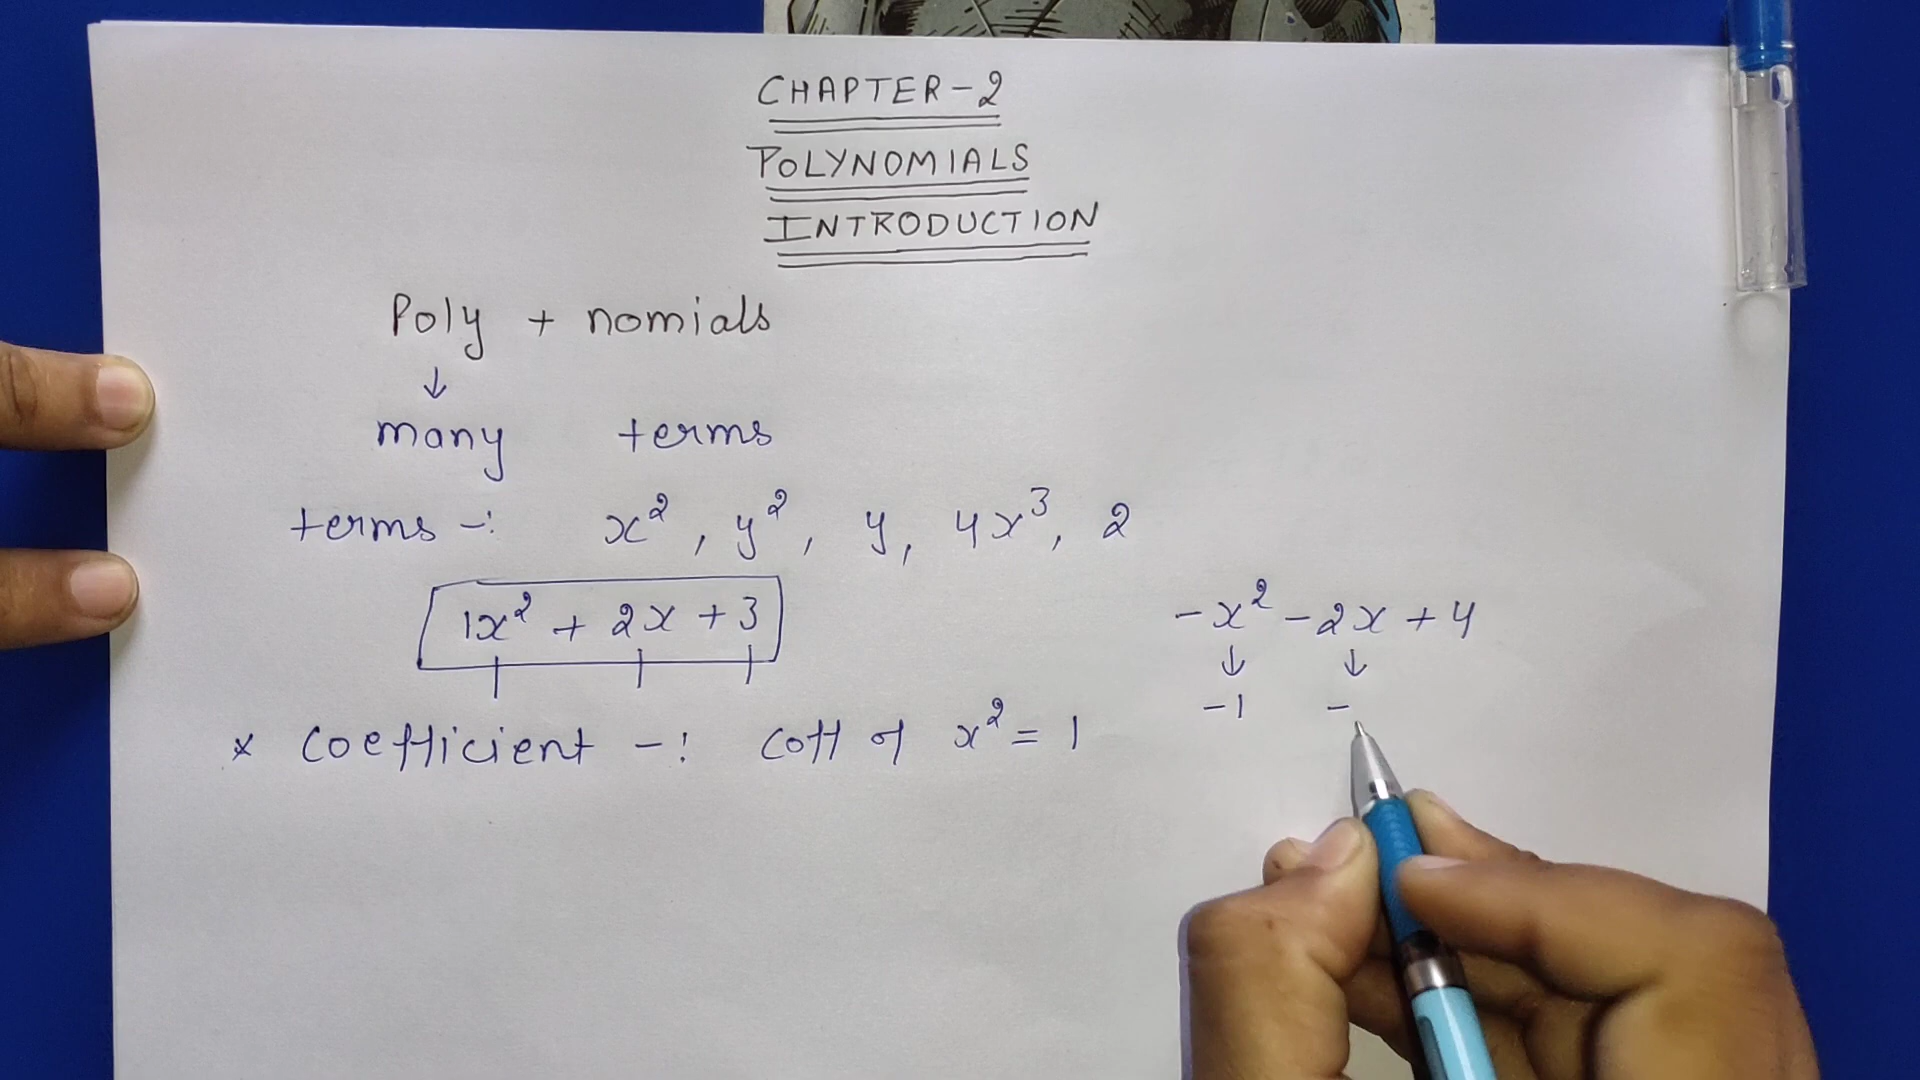 CHAPTER-2
POLYNOMIALS
INTRODUCTION
Poly + nomials
↓
many terms
terms -: x², y², y, 4x³, 2
1x² + 2x + 3
-x² - 2x + 4
↓ ↓
-1 -
* Coefficient -: Coff of x² = 1